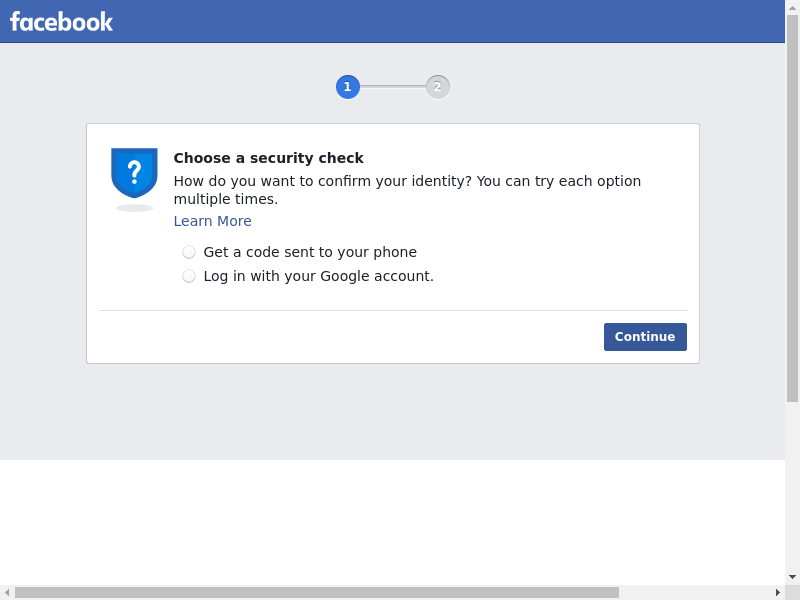 facebook
1 2
?
Choose a security check
How do you want to confirm your identity? You can try each option
multiple times.
Learn More
Get a code sent to your phone
Log in with your Google account.
Continue